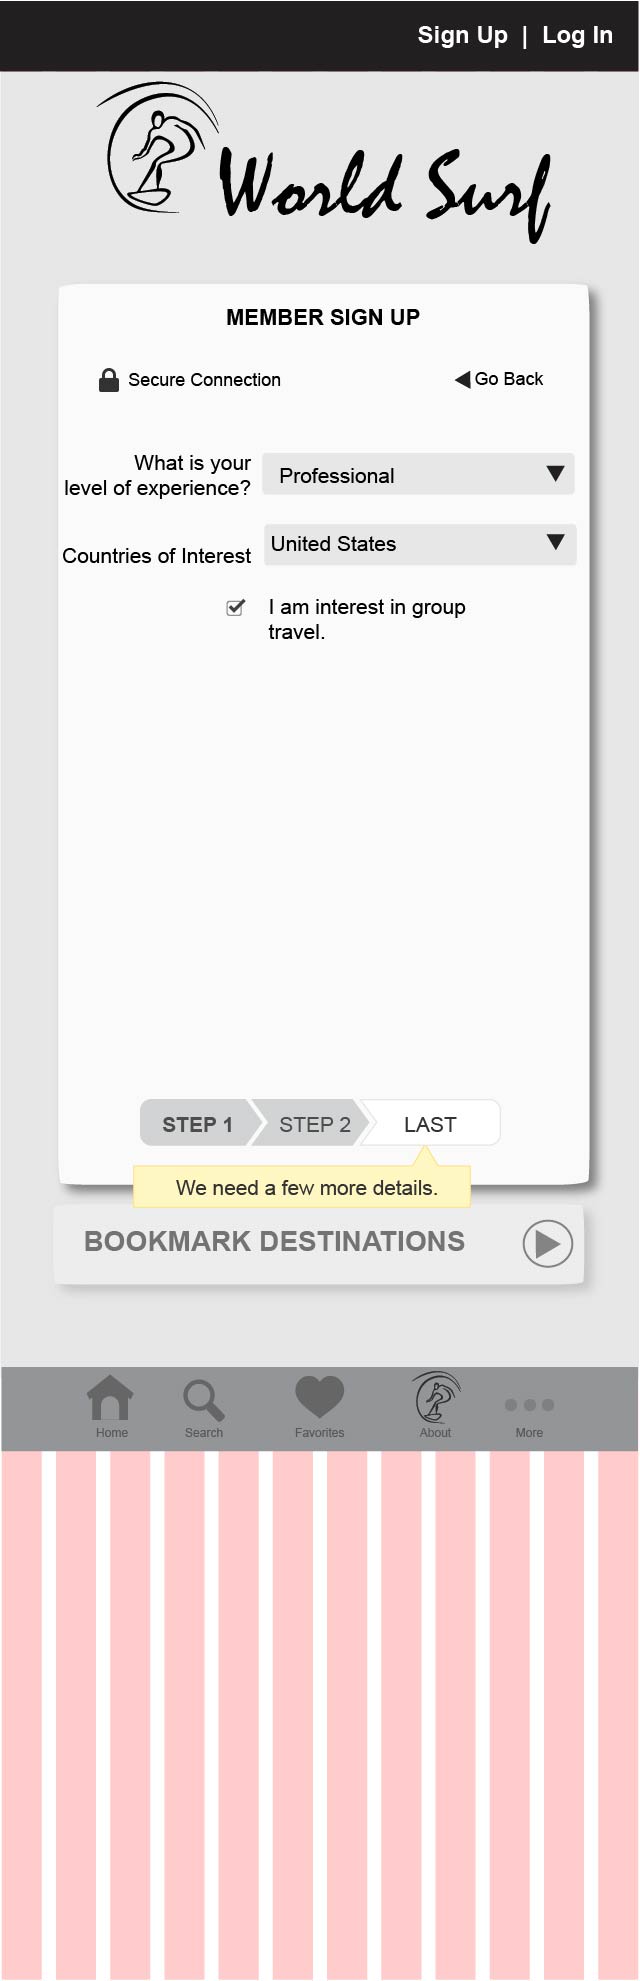 Sign Up | Log In
World Surf
MEMBER SIGN UP
Secure Connection
Go Back
What is your
level of experience?
Professional
Countries of Interest
United States
I am interest in group
travel.
STEP 1
STEP 2
LAST
We need a few more details.
BOOKMARK DESTINATIONS
Home
Search
Favorites
About
More